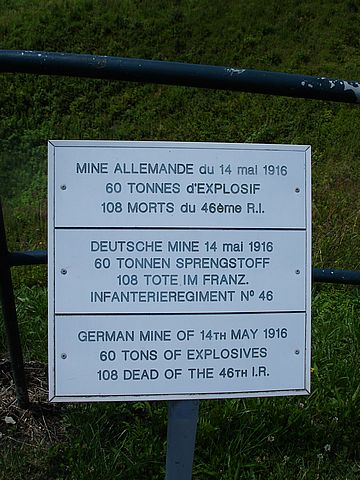 MINE ALLEMANDE du 14 mai 1916
60 TONNES d'EXPLOSIF
108 MORTS du 46ème R.I.
DEUTSCHE MINE 14 mai 1916
60 TONNEN SPRENGSTOFF
108 TOTE IM FRANZ.
INFANTERIEREGIMENT N° 46
GERMAN MINE OF 14TH MAY 1916
60 TONS OF EXPLOSIVES
108 DEAD OF THE 46TH I.R.